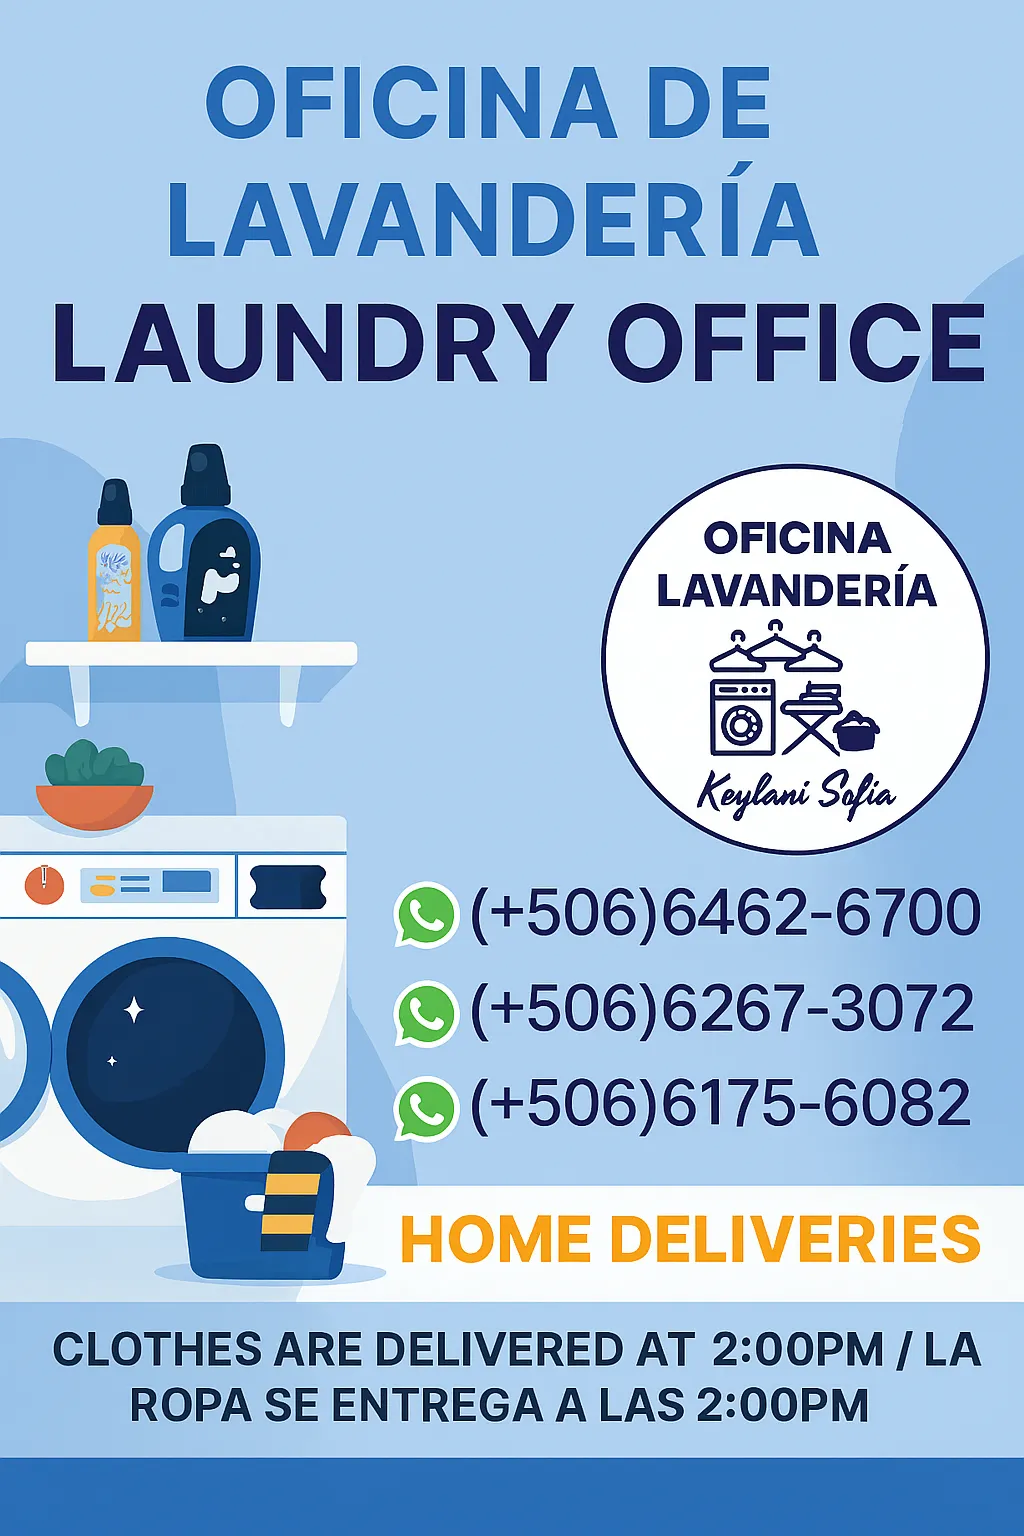 OFICINA DE
LAVANDERÍA
LAUNDRY OFFICE
OFICINA
LAVANDERÍA
Keylani Sofia
(+506)6462-6700
(+506)6267-3072
(+506)6175-6082
HOME DELIVERIES
CLOTHES ARE DELIVERED AT 2:00PM / LA
ROPA SE ENTREGA A LAS 2:00PM